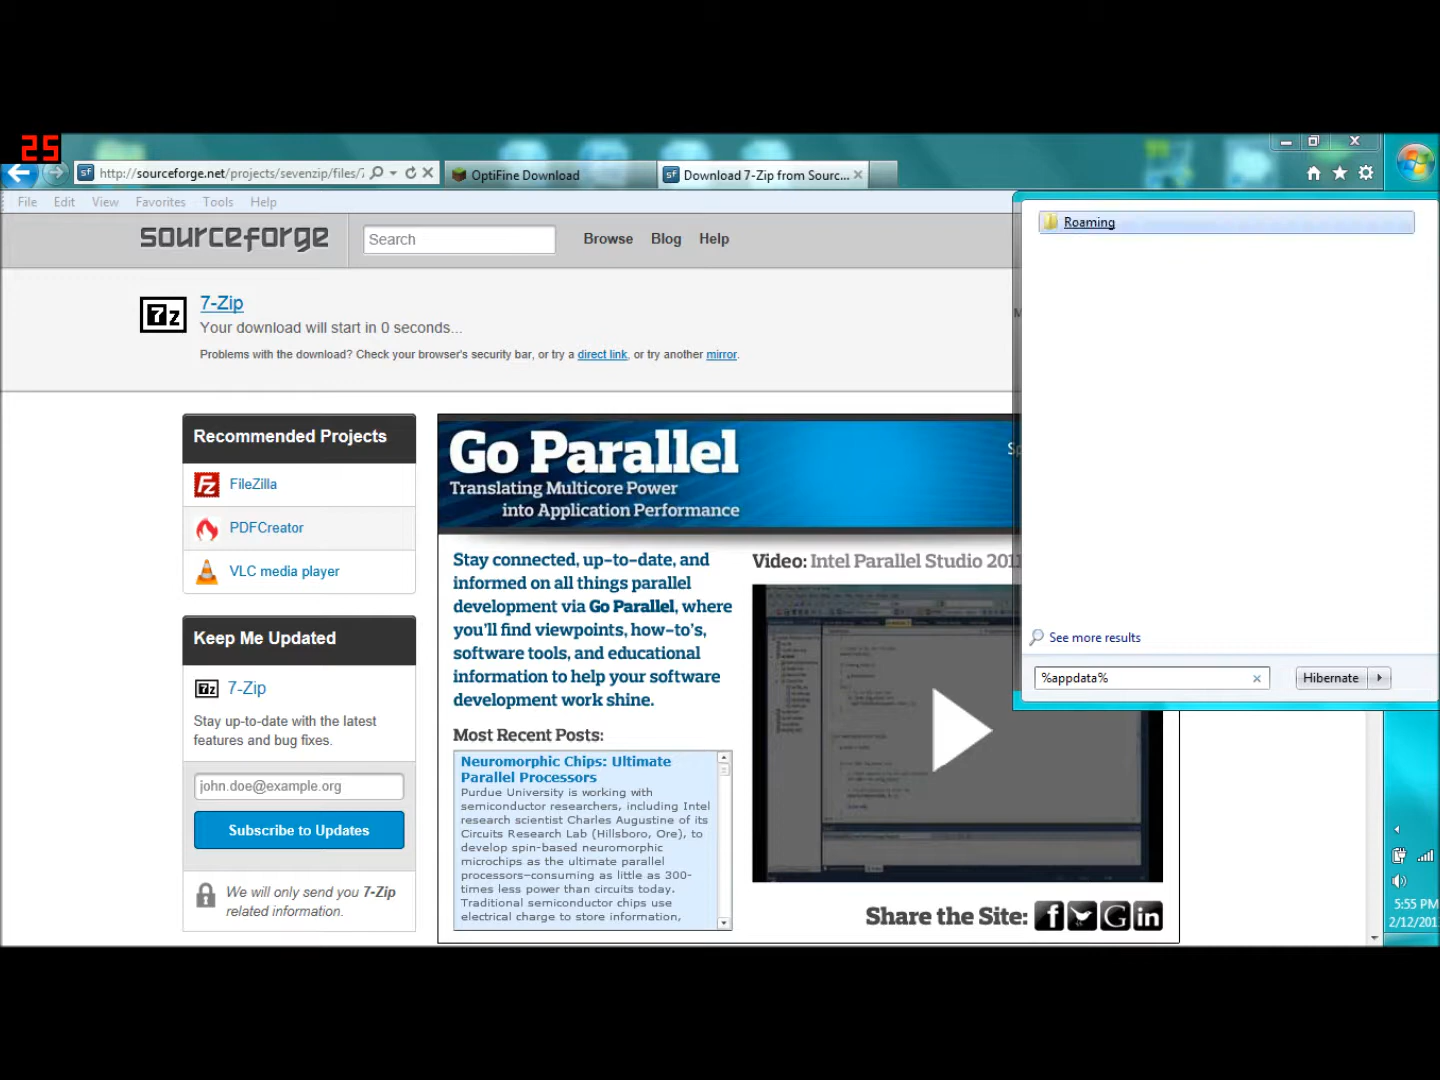 25
http://sourceforge.net/projects/sevenzip/files/
OptiFine Download
Download 7-Zip from Sourc...
File Edit View Favorites Tools Help
sourceforge
Search
Browse Blog Help
Roaming
7z
7-Zip
Your download will start in 0 seconds...
Problems with the download? Check your browser's security bar, or try a direct link, or try another mirror.
Recommended Projects
FileZilla
PDFCreator
VLC media player
Go Parallel
Translating Multicore Power
into Application Performance
Sp
Stay connected, up-to-date, and
informed on all things parallel
development via Go Parallel, where
you'll find viewpoints, how-to's,
software tools, and educational
information to help your software
development work shine.
Video: Intel Parallel Studio 2011
Most Recent Posts:
Neuromorphic Chips: Ultimate
Parallel Processors
Purdue University is working with
semiconductor researchers, including Intel
research scientist Charles Augustine of its
Circuits Research Lab (Hillsboro, Ore), to
develop spin-based neuromorphic
microchips as the ultimate parallel
processors–consuming as little as 300-
times less power than circuits today.
Traditional semiconductor chips use
electrical charge to store information,
Share the Site:
Keep Me Updated
7z 7-Zip
Stay up-to-date with the latest
features and bug fixes.
john.doe@example.org
Subscribe to Updates
We will only send you 7-Zip
related information.
See more results
%appdata%
Hibernate
5:55 PM
2/12/201